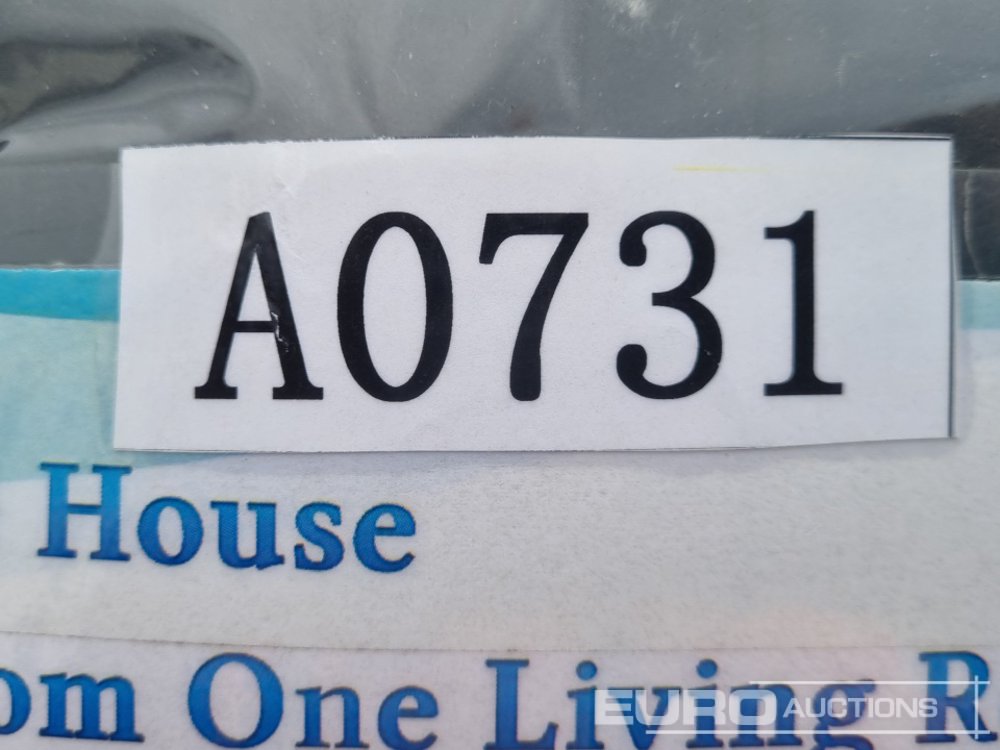 A0731
House
om One Living R
EURO AUCTIONS